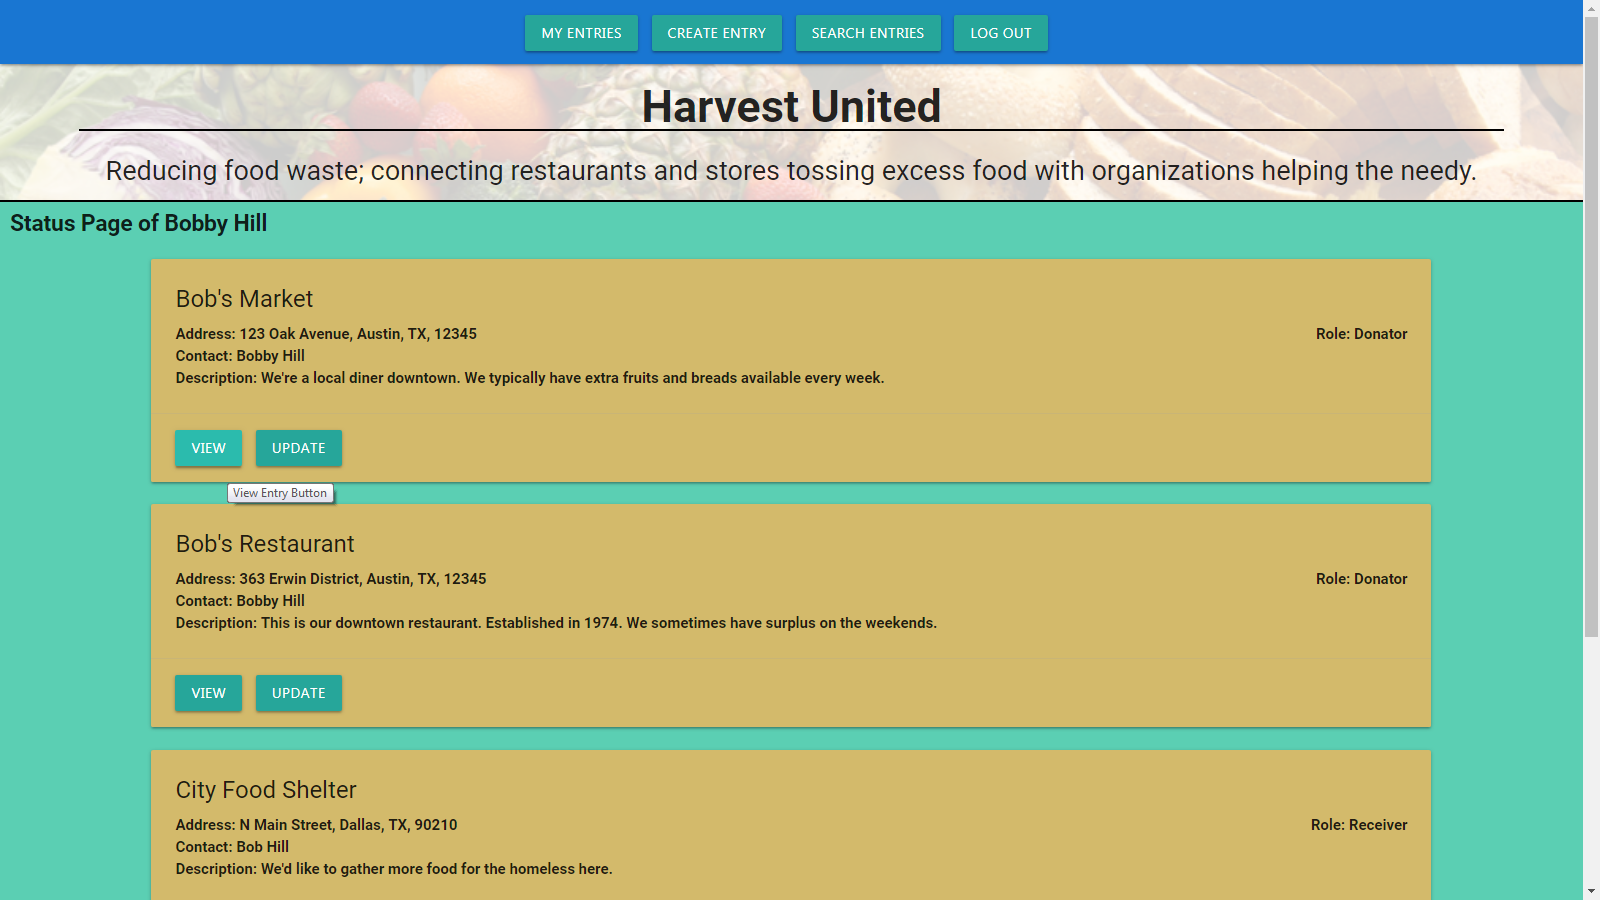 MY ENTRIES CREATE ENTRY SEARCH ENTRIES LOG OUT
Harvest United
Reducing food waste; connecting restaurants and stores tossing excess food with organizations helping the needy.
Status Page of Bobby Hill
Bob's Market
Address: 123 Oak Avenue, Austin, TX, 12345 Role: Donator
Contact: Bobby Hill
Description: We're a local diner downtown. We typically have extra fruits and breads available every week.
VIEW UPDATE
View Entry Button
Bob's Restaurant
Address: 363 Erwin District, Austin, TX, 12345 Role: Donator
Contact: Bobby Hill
Description: This is our downtown restaurant. Established in 1974. We sometimes have surplus on the weekends.
VIEW UPDATE
City Food Shelter
Address: N Main Street, Dallas, TX, 90210 Role: Receiver
Contact: Bob Hill
Description: We'd like to gather more food for the homeless here.